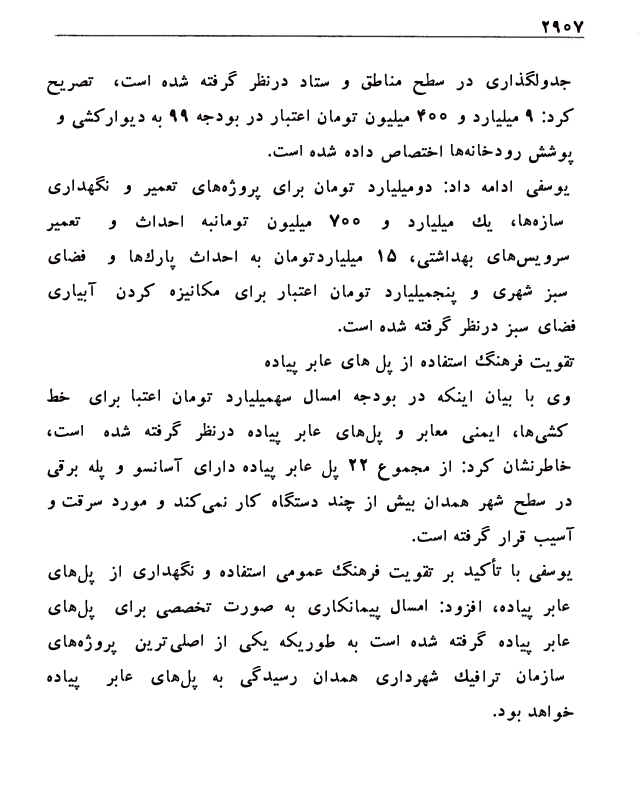 ۲۹۰۷
جدولگذاری در سطح مناطق و ستاد درنظر گرفته شده است، تصریح
کرد: ۹ میلیارد و ۴۰۰ میلیون تومان اعتبار در بودجه ۹۹ به دیوارکشی و
پوشش رودخانه‌ها اختصاص داده شده است.
یوسفی ادامه داد: دومیلیارد تومان برای پروژه‌های تعمیر و نگهداری
سازه‌ها، یك میلیارد و ۷۰۰ میلیون تومانبه احداث و تعمیر
سرویس‌های بهداشتی، ۱۵ میلیاردتومان به احداث پارك‌ها و فضای
سبز شهری و پنجمیلیارد تومان اعتبار برای مکانیزه کردن آبیاری
فضای سبز درنظر گرفته شده است.
تقویت فرهنگ استفاده از پل های عابر پیاده
وی با بیان اینکه در بودجه امسال سهمیلیارد تومان اعتبا برای خط
کشی‌ها، ایمنی معابر و پل‌های عابر پیاده درنظر گرفته شده است،
خاطرنشان کرد: از مجموع ۲۲ پل عابر پیاده دارای آسانسو و پله برقی
در سطح شهر همدان بیش از چند دستگاه کار نمی‌کند و مورد سرقت و
آسیب قرار گرفته است.
یوسفی با تأکید بر تقویت فرهنگ عمومی استفاده و نگهداری از پل‌های
عابر پیاده، افزود: امسال پیمانکاری به صورت تخصصی برای پل‌های
عابر پیاده گرفته شده است به طوریکه یکی از اصلی‌ترین پروژه‌های
سازمان ترافیك شهرداری همدان رسیدگی به پل‌های عابر پیاده
خواهد بود.